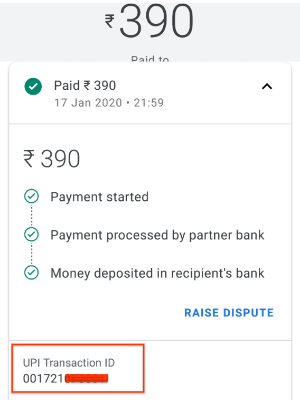 ₹390
Paid to
Paid ₹ 390
17 Jan 2020 • 21:59
₹ 390
Payment started
Payment processed by partner bank
Money deposited in recipient's bank
RAISE DISPUTE
UPI Transaction ID
001721